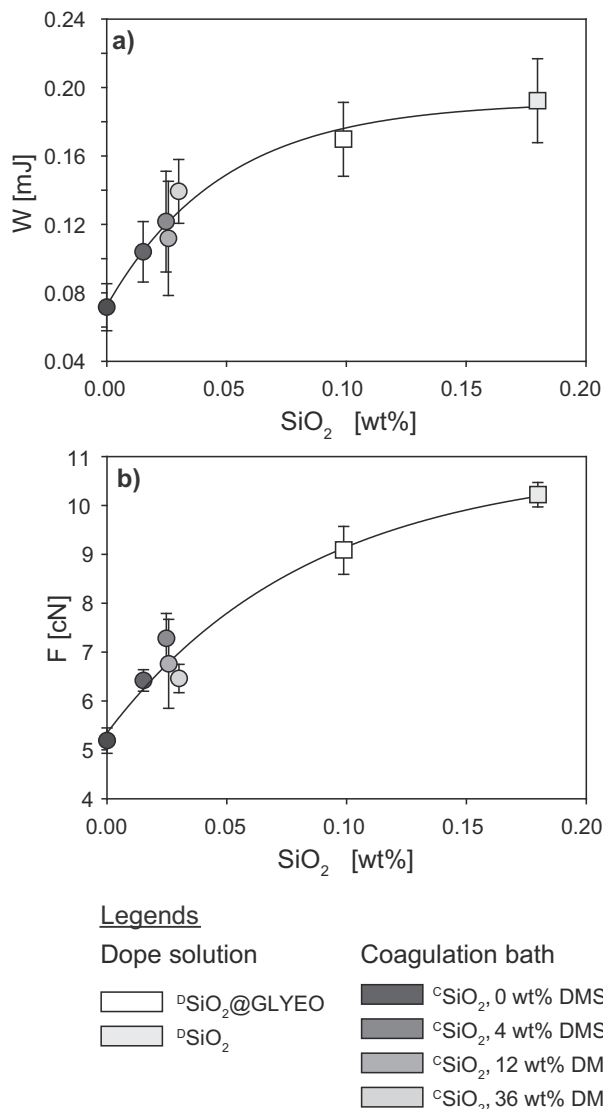 0.24
a)
0.20
0.16
W [mJ]
0.12
0.08
0.04
0.00 0.05 0.10 0.15 0.20
SiO₂ [wt%]
11
b)
10
9
8
F [cN]
7
6
5
4
0.00 0.05 0.10 0.15 0.20
SiO₂ [wt%]
Legends
Dope solution Coagulation bath
ᴰSiO₂@GLYEO
ᴰSiO₂
ᶜSiO₂, 0 wt% DMS
ᶜSiO₂, 4 wt% DMS
ᶜSiO₂, 12 wt% DM
ᶜSiO₂, 36 wt% DM